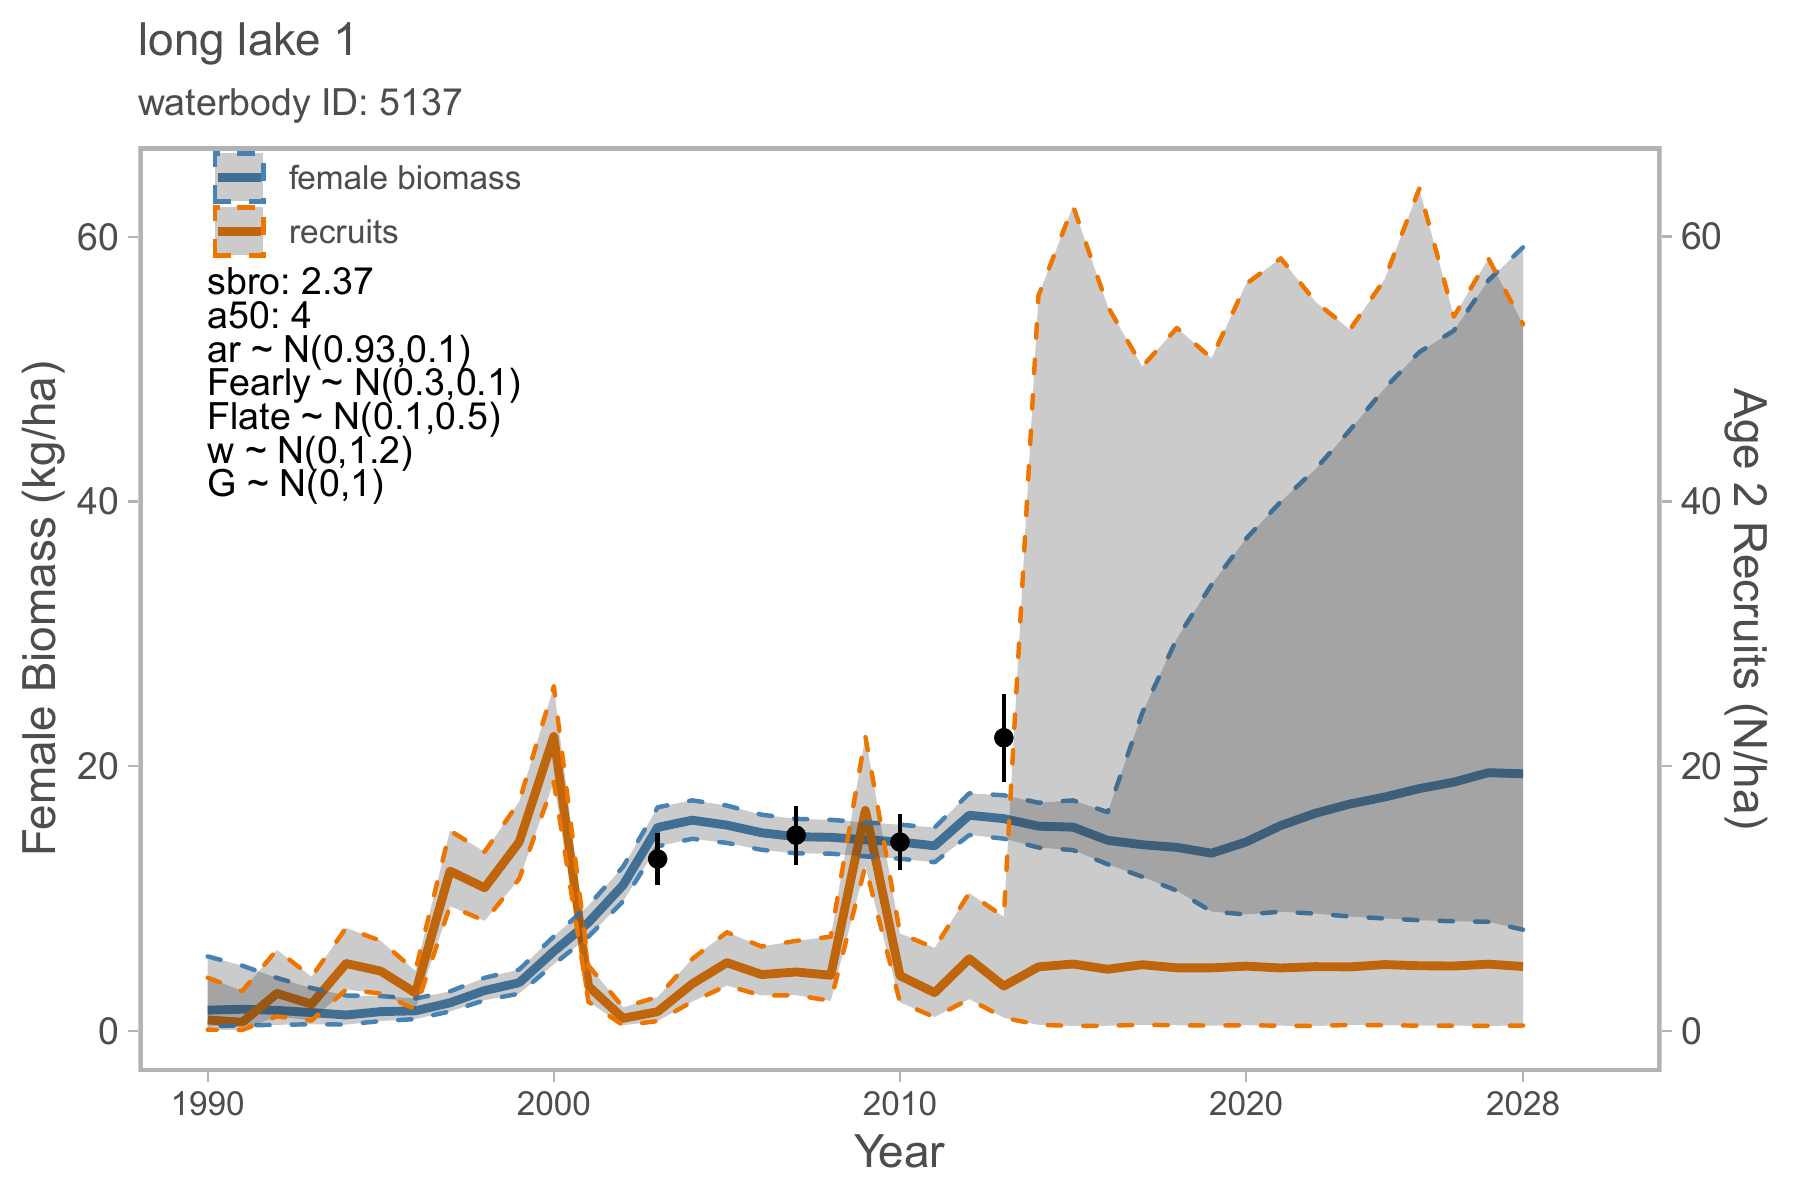 long lake 1
waterbody ID: 5137
female biomass
recruits
sbro: 2.37
a50: 4
ar ~ N(0.93,0.1)
Fearly ~ N(0.3,0.1)
Flate ~ N(0.1,0.5)
w ~ N(0,1.2)
G ~ N(0,1)
Female Biomass (kg/ha)
60
40
20
0
60
40
20
0
Age 2 Recruits (N/ha)
1990 2000 2010 2020 2028
Year